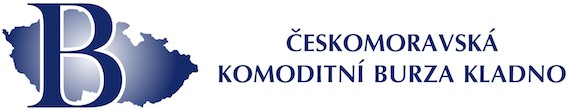 B
ČESKOMORAVSKÁ
KOMODITNÍ BURZA KLADNO